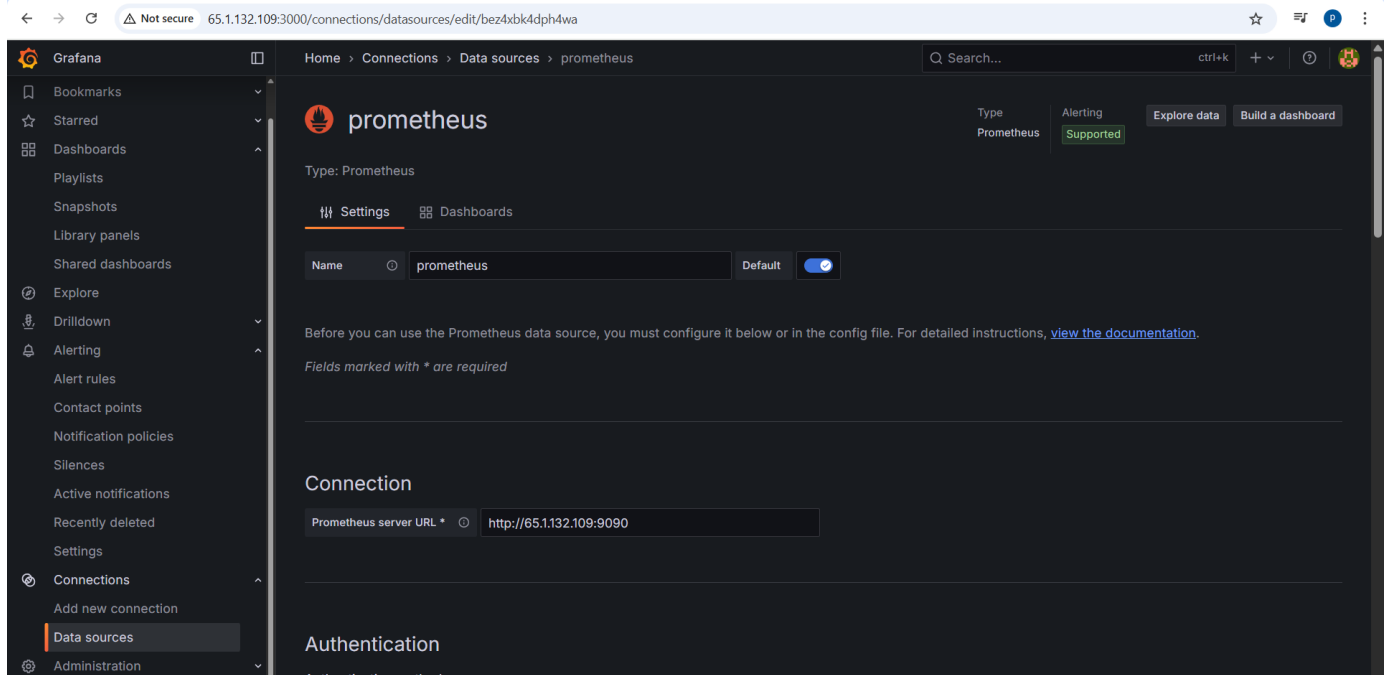 Not secure 65.1.132.109:3000/connections/datasources/edit/bez4xbk4dph4wa P
Grafana
Home › Connections › Data sources › prometheus
Search... ctrl+k
Bookmarks
Starred
Dashboards
Playlists
Snapshots
Library panels
Shared dashboards
Explore
Drilldown
Alerting
Alert rules
Contact points
Notification policies
Silences
Active notifications
Recently deleted
Settings
Connections
Add new connection
Data sources
Administration
prometheus
Type
Prometheus
Alerting
Supported
Explore data
Build a dashboard
Type: Prometheus
Settings Dashboards
Name prometheus Default
Before you can use the Prometheus data source, you must configure it below or in the config file. For detailed instructions, view the documentation.
Fields marked with * are required
Connection
Prometheus server URL * http://65.1.132.109:9090
Authentication